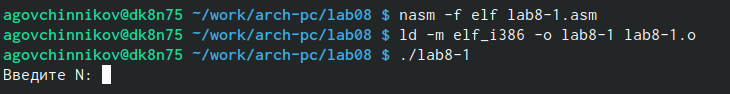 agovchinnikov@dk8n75 ~/work/arch-pc/lab08 $ nasm -f elf lab8-1.asm
agovchinnikov@dk8n75 ~/work/arch-pc/lab08 $ ld -m elf_i386 -o lab8-1 lab8-1.o
agovchinnikov@dk8n75 ~/work/arch-pc/lab08 $ ./lab8-1
Введите N: